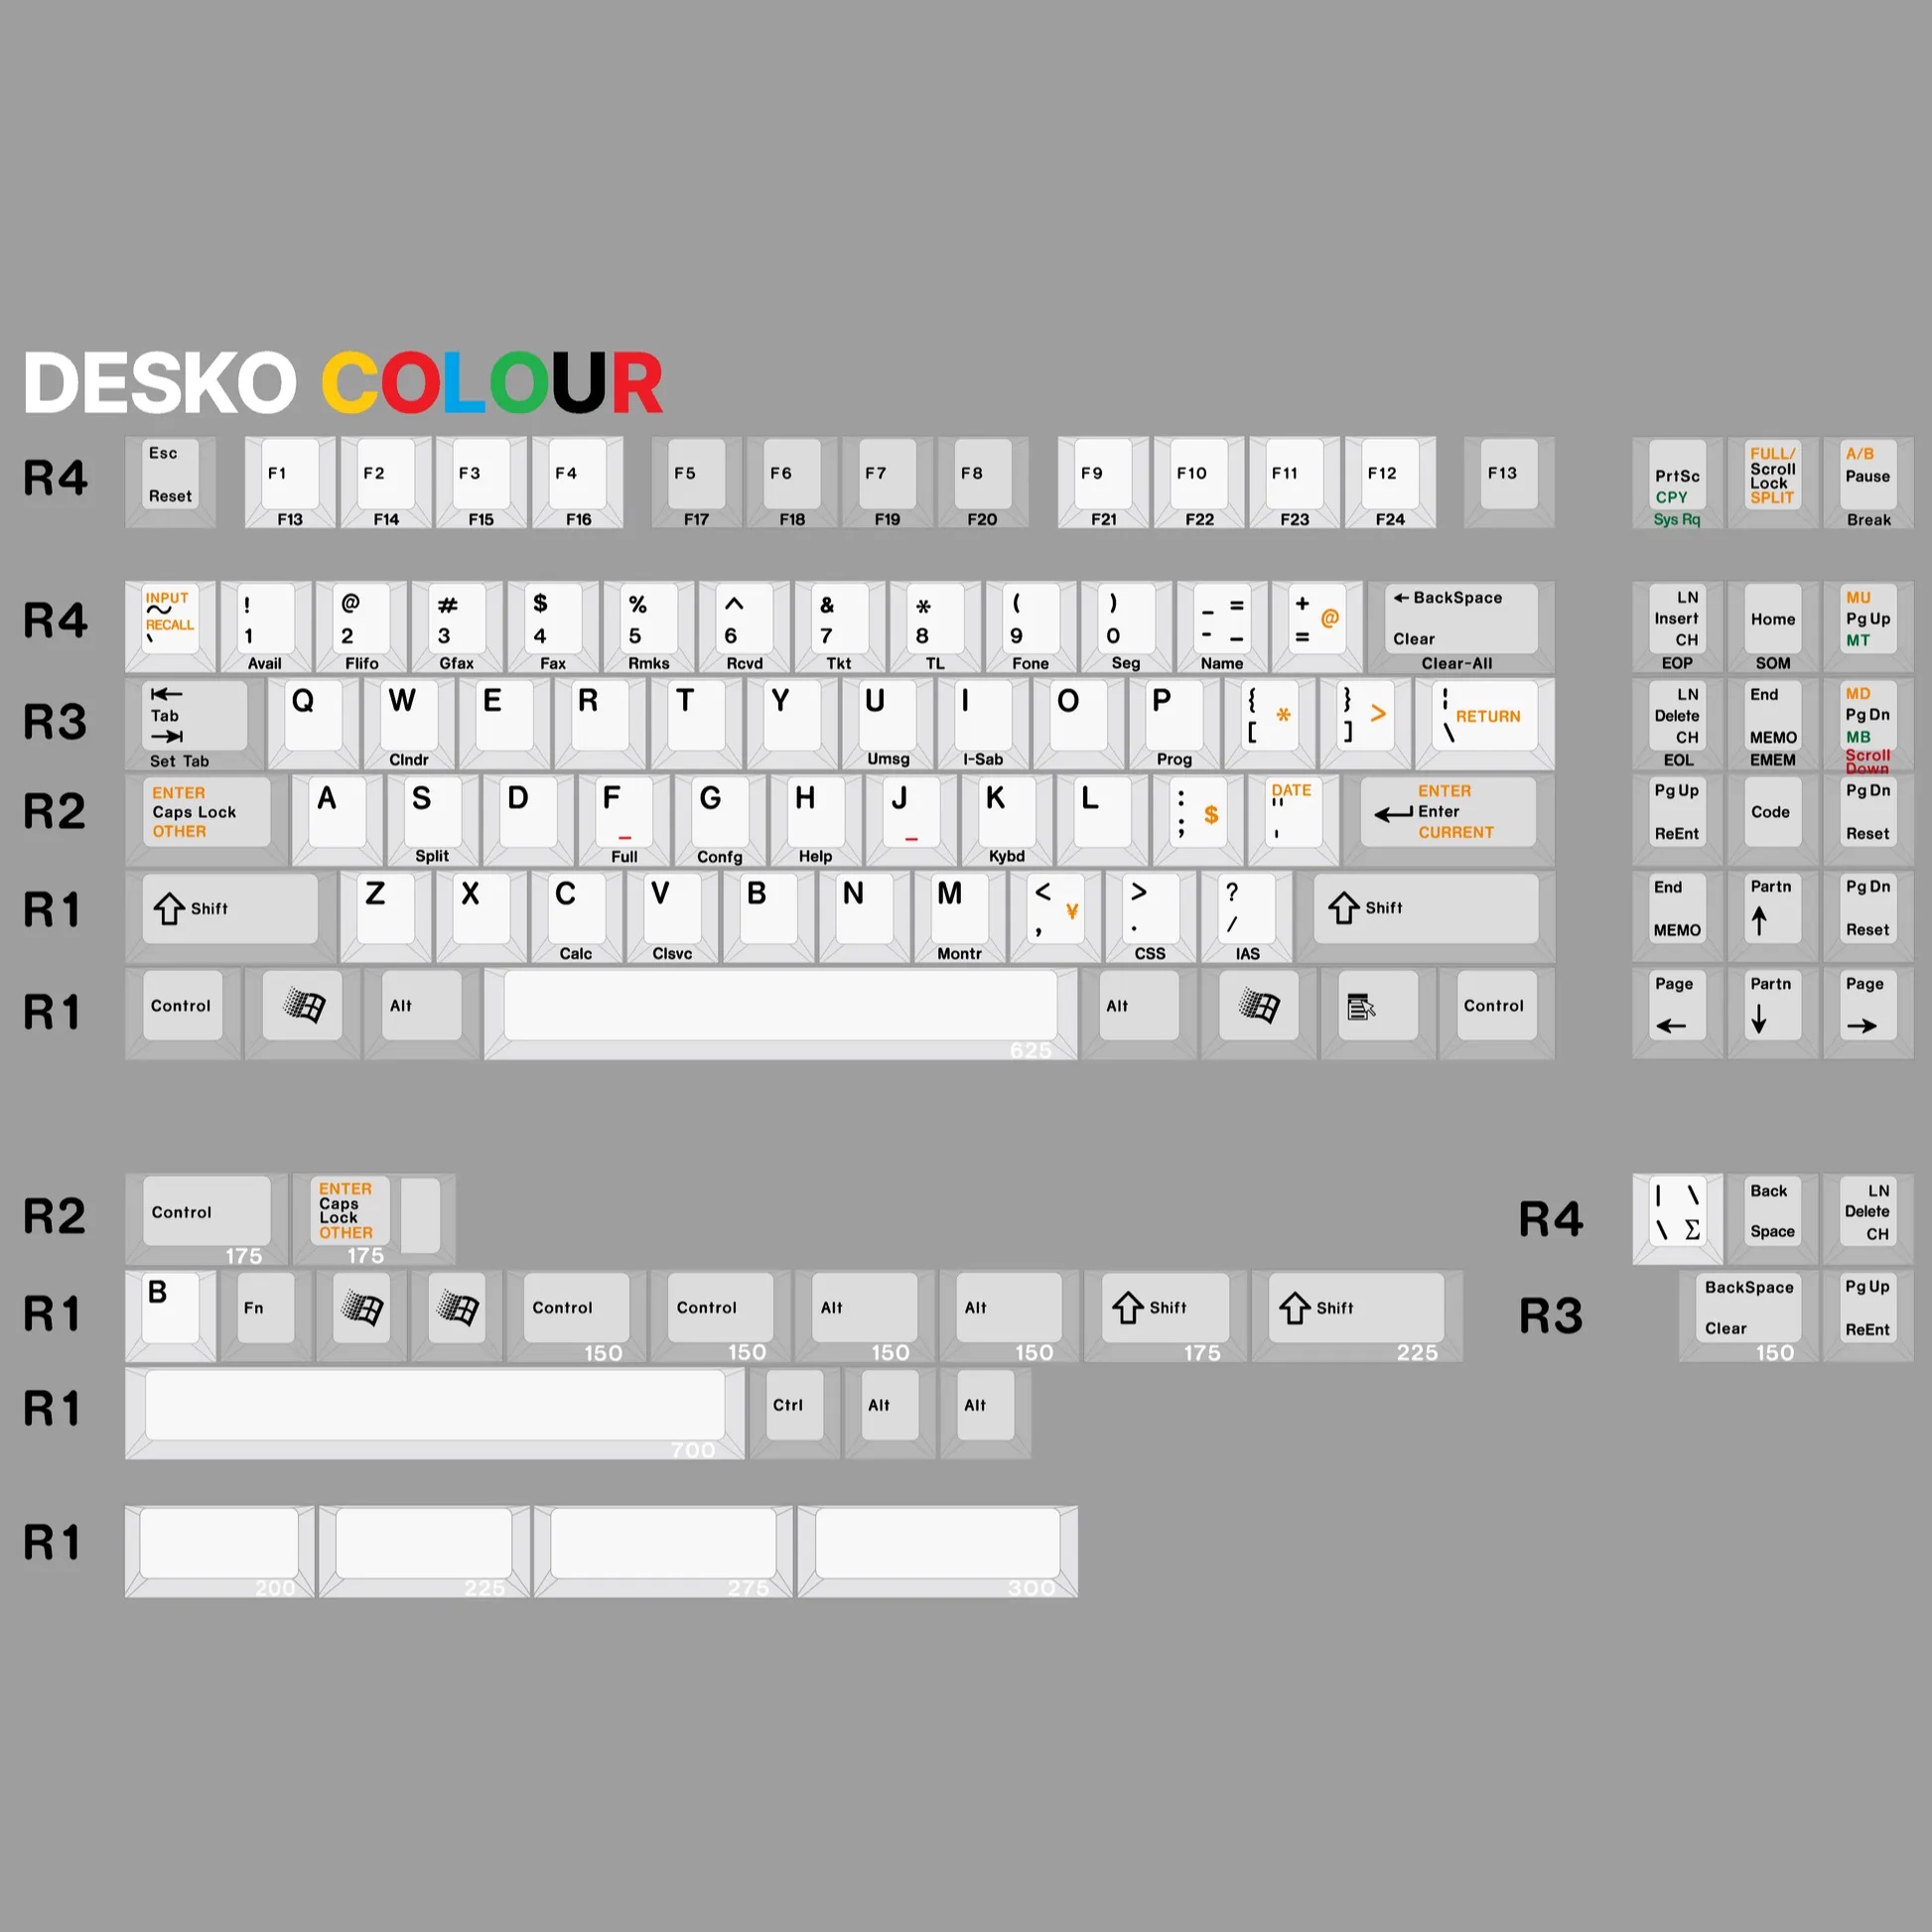 DESKO COLOUR
R4
Esc
Reset
F1
F13
F2
F14
F3
F15
F4
F16
F5
F17
F6
F18
F7
F19
F8
F20
F9
F21
F10
F22
F11
F23
F12
F24
F13
PrtSc
CPY
Sys Rq
FULL/
Scroll
Lock
SPLIT
A/B
Pause
Break
R4
INPUT
~
RECALL
`
!
1
Avail
@
2
Flifo
#
3
Gfax
$
4
Fax
%
5
Rmks
^
6
Rcvd
&
7
Tkt
*
8
TL
(
9
Fone
)
0
Seg
_ =
- –
Name
+ @
=
← BackSpace
Clear
Clear-All
LN
Insert
CH
EOP
Home
SOM
MU
Pg Up
MT
R3
⇤
Tab
⇥
Set Tab
Q
W
Clndr
E
R
T
Y
U
Umsg
I
I-Sab
O
P
Prog
{
[ *
}
] >
¦ RETURN
\
LN
Delete
CH
EOL
End
MEMO
EMEM
MD
Pg Dn
MB
Scroll
Down
R2
ENTER
Caps Lock
OTHER
A
S
Split
D
F
_
Full
G
Confg
H
Help
J
_
K
Kybd
L
:
; $
DATE
"
'
ENTER
← Enter
CURRENT
Pg Up
ReEnt
Code
Pg Dn
Reset
R1
⇧ Shift
Z
X
C
Calc
V
Clsvc
B
N
M
Montr
< ¥
,
>
.
CSS
?
/
IAS
⇧ Shift
End
MEMO
Partn
↑
Pg Dn
Reset
R1
Control
Alt
625
Alt
Control
Page
←
Partn
↓
Page
→
R2
Control
175
ENTER
Caps
Lock
OTHER
175
R4
| \
\ Σ
Back
Space
LN
Delete
CH
R1
B
Fn
Control
150
Control
150
Alt
150
Alt
150
⇧ Shift
175
⇧ Shift
225
R3
BackSpace
Clear
150
Pg Up
ReEnt
R1
700
Ctrl
Alt
Alt
R1
200
225
275
300